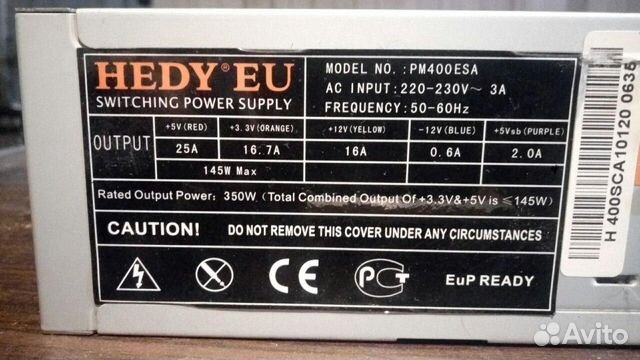 HEDY® EU
SWITCHING POWER SUPPLY
MODEL NO.:PM400ESA
AC INPUT:220-230V~ 3A
FREQUENCY:50-60Hz
OUTPUT
+5V(RED) +3.3V(ORANGE) +12V(YELLOW) -12V(BLUE) +5Vsb(PURPLE)
25A 16.7A 16A 0.6A 2.0A
145W Max
Rated Output Power: 350W (Total Combined Output Of +3.3V&+5V is ≤145W)
CAUTION! DO NOT REMOVE THIS COVER UNDER ANY CIRCUMSTANCES
CE PCT EuP READY
H 400SCA10120 0635
Avito